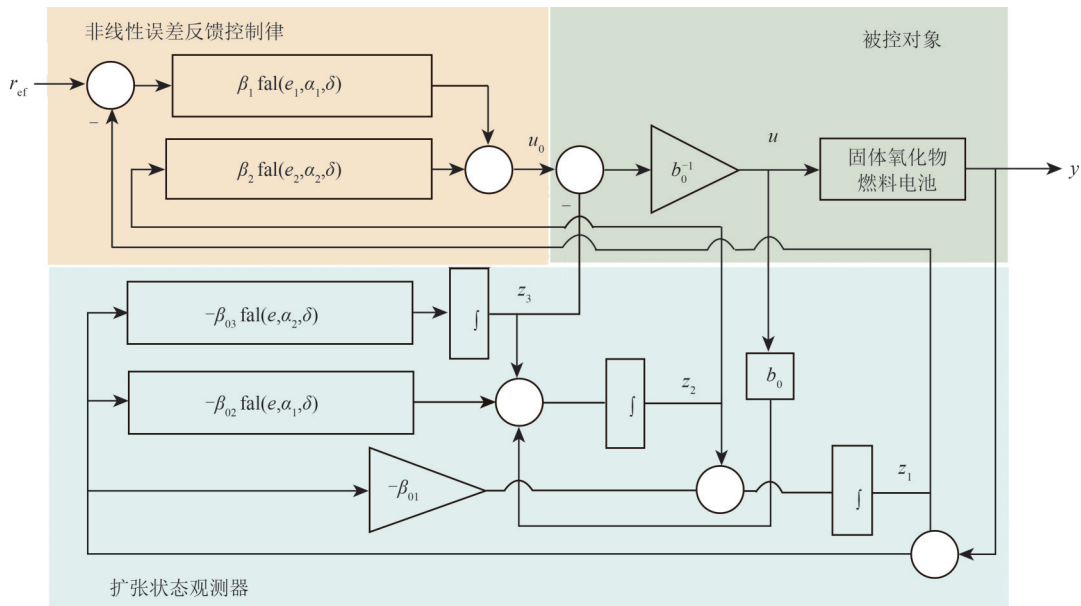 非线性误差反馈控制律
被控对象
r_ef
β₁ fal(e₁,α₁,δ)
−
β₂ fal(e₂,α₂,δ)
u₀
−
b₀⁻¹
u
固体氧化物
燃料电池
y
−β₀₃ fal(e,α₂,δ)
∫
z₃
−β₀₂ fal(e,α₁,δ)
∫
z₂
b₀
−β₀₁
∫
z₁
扩张状态观测器